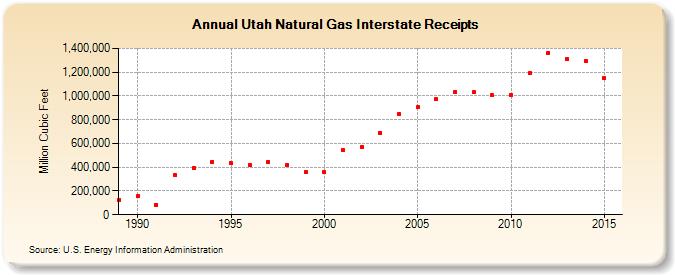 Annual Utah Natural Gas Interstate Receipts
Million Cubic Feet
1,400,000
1,200,000
1,000,000
800,000
600,000
400,000
200,000
0
1990 1995 2000 2005 2010 2015
Source: U.S. Energy Information Administration